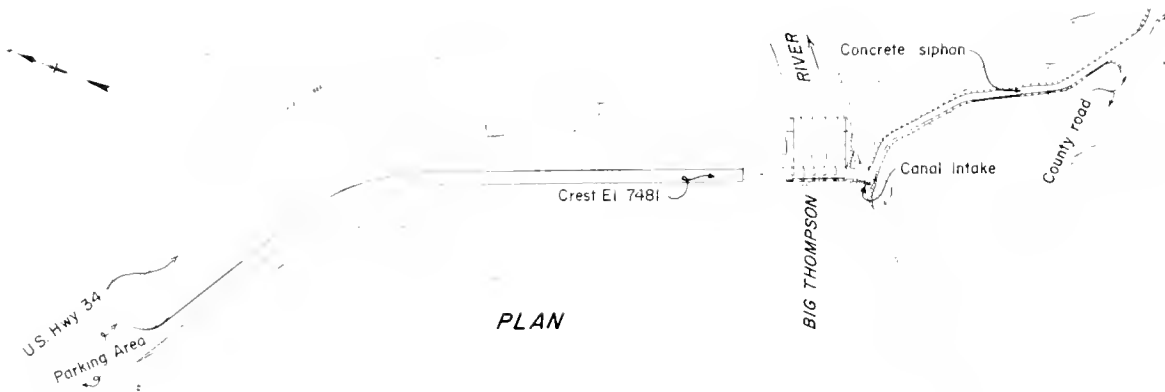 RIVER
Concrete siphon
County road
Canal Intake
Crest El 7481
BIG THOMPSON
U.S. Hwy 34
Parking Area
PLAN